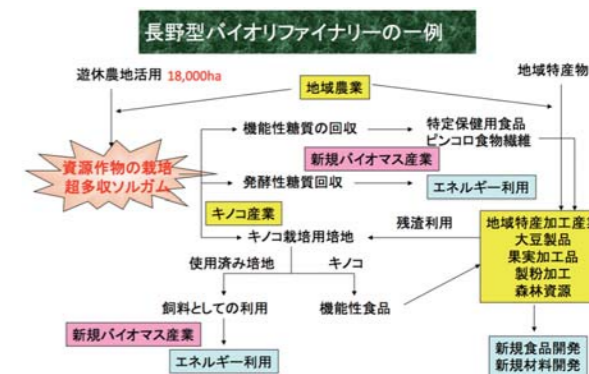 長野型バイオリファイナリーの一例
遊休農地活用 18,000ha
地域特産物
地域農業
機能性糖質の回収
特定保健用食品
ピンコロ食物繊維
資源作物の栽培
超多収ソルガム
新規バイオマス産業
発酵性糖質回収
エネルギー利用
キノコ産業
キノコ栽培用培地
残渣利用
地域特産加工産業
大豆製品
果実加工品
製粉加工
森林資源
使用済み培地
キノコ
飼料としての利用
機能性食品
新規バイオマス産業
エネルギー利用
新規食品開発
新規材料開発